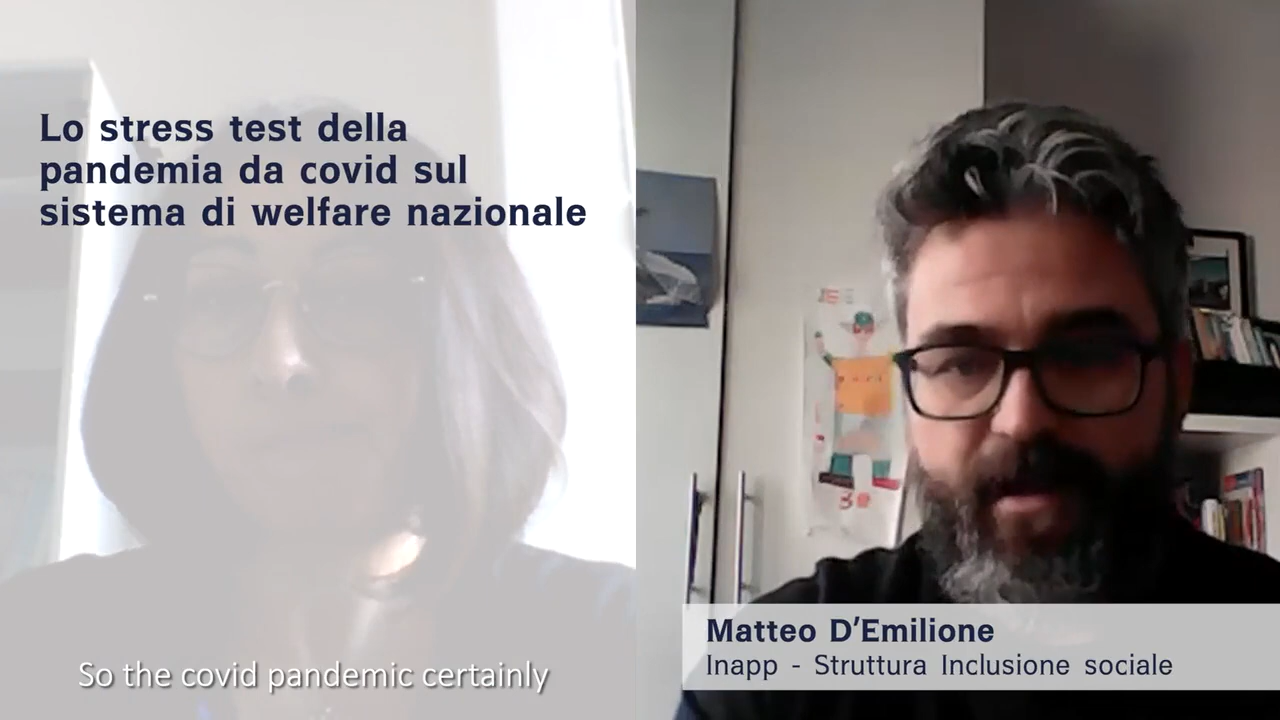 Lo stress test della
pandemia da covid sul
sistema di welfare nazionale
Matteo D'Emilione
Inapp - Struttura Inclusione sociale
So the covid pandemic certainly